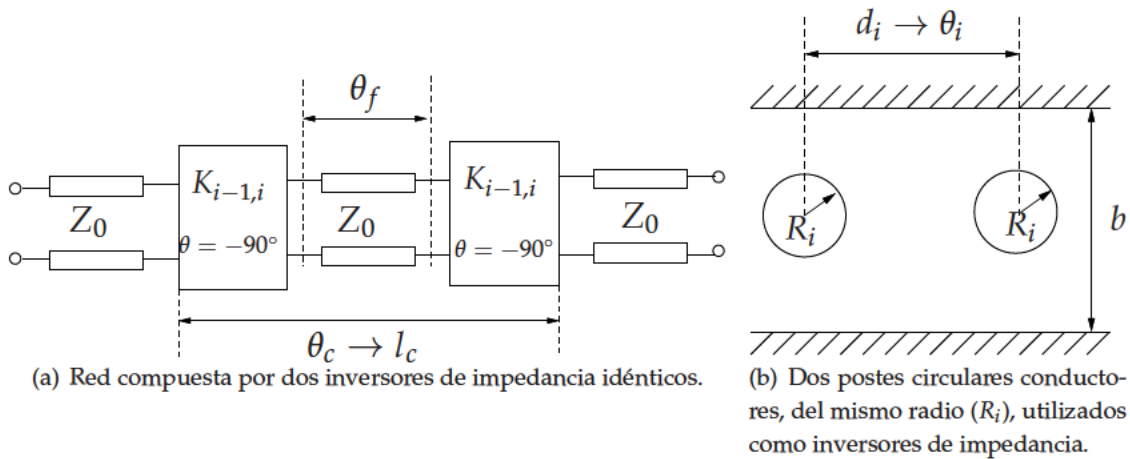 θ_f
K_{i−1,i}
θ = −90°
Z_0
Z_0
K_{i−1,i}
θ = −90°
Z_0
θ_c → l_c
(a) Red compuesta por dos inversores de impedancia idénticos.
d_i → θ_i
R_i
R_i
b
(b) Dos postes circulares conducto-
res, del mismo radio (R_i), utilizados
como inversores de impedancia.